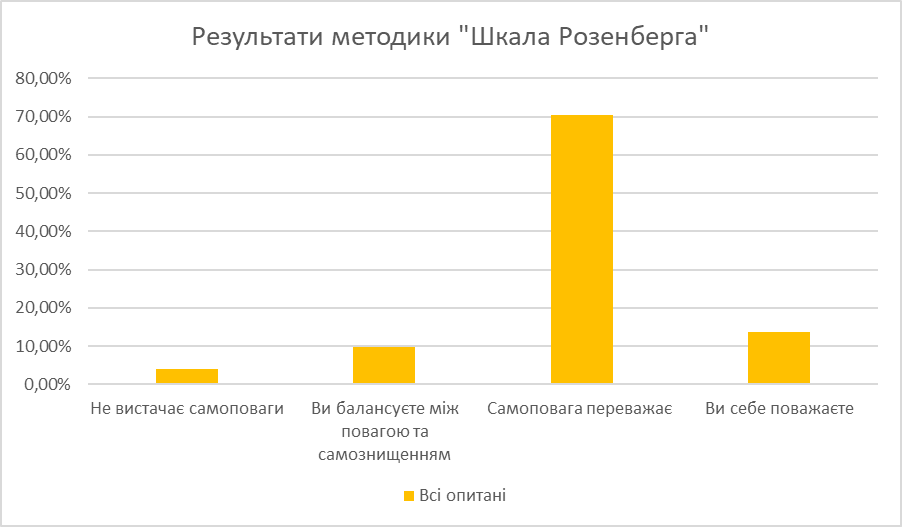 Результати методики "Шкала Розенберга"
80,00%
70,00%
60,00%
50,00%
40,00%
30,00%
20,00%
10,00%
0,00%
Не вистачає самоповаги
Ви балансуєте між
повагою та
самознищенням
Самоповага переважає
Ви себе поважаєте
Всі опитані